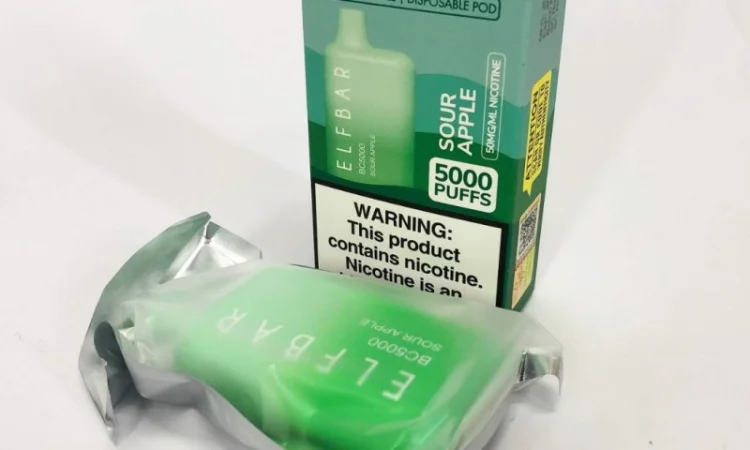 DISPOSABLE POD
ELFBAR
BC5000
SOUR APPLE
SOUR
APPLE
50MG/ML NICOTINE
5000
PUFFS
ATTENTION
WARNING:
This product
contains nicotine.
Nicotine is an
ELFBAR
BC5000
SOUR APPLE